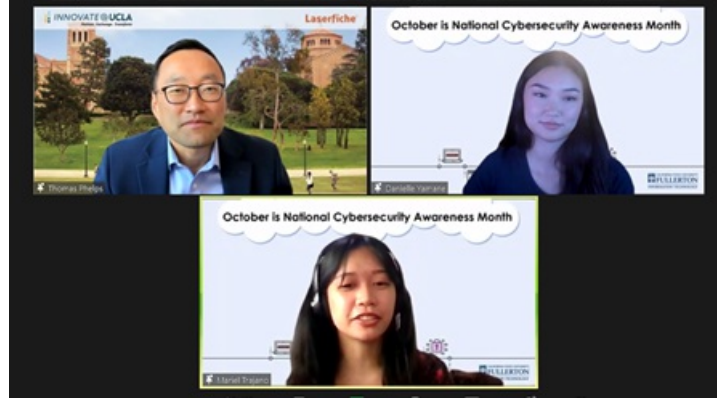 INNOVATE@UCLA
Laserfiche
Thomas Phelps
October is National Cybersecurity Awareness Month
Danielle Yamane
FULLERTON
October is National Cybersecurity Awareness Month
Mariel Trajano
FULLERTON